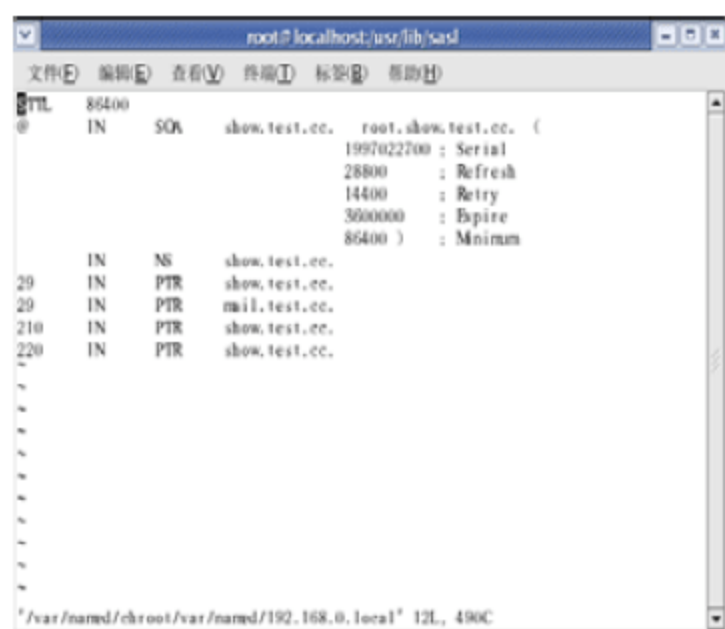 root@localhost:/usr/lib/sasl
文件(F) 编辑(E) 查看(V) 终端(T) 标签(B) 帮助(H)
$TTL 86400
@ IN SOA show.test.cc. root.show.test.cc. (
1997022700 ; Serial
28800 ; Refresh
14400 ; Retry
3600000 ; Expire
86400 ) ; Minimum
IN NS show.test.cc.
29 IN PTR show.test.cc.
29 IN PTR mail.test.cc.
210 IN PTR show.test.cc.
220 IN PTR show.test.cc.
~
~
~
~
~
~
~
~
~
~
~
"/var/named/chroot/var/named/192.168.0.local" 12L, 490C